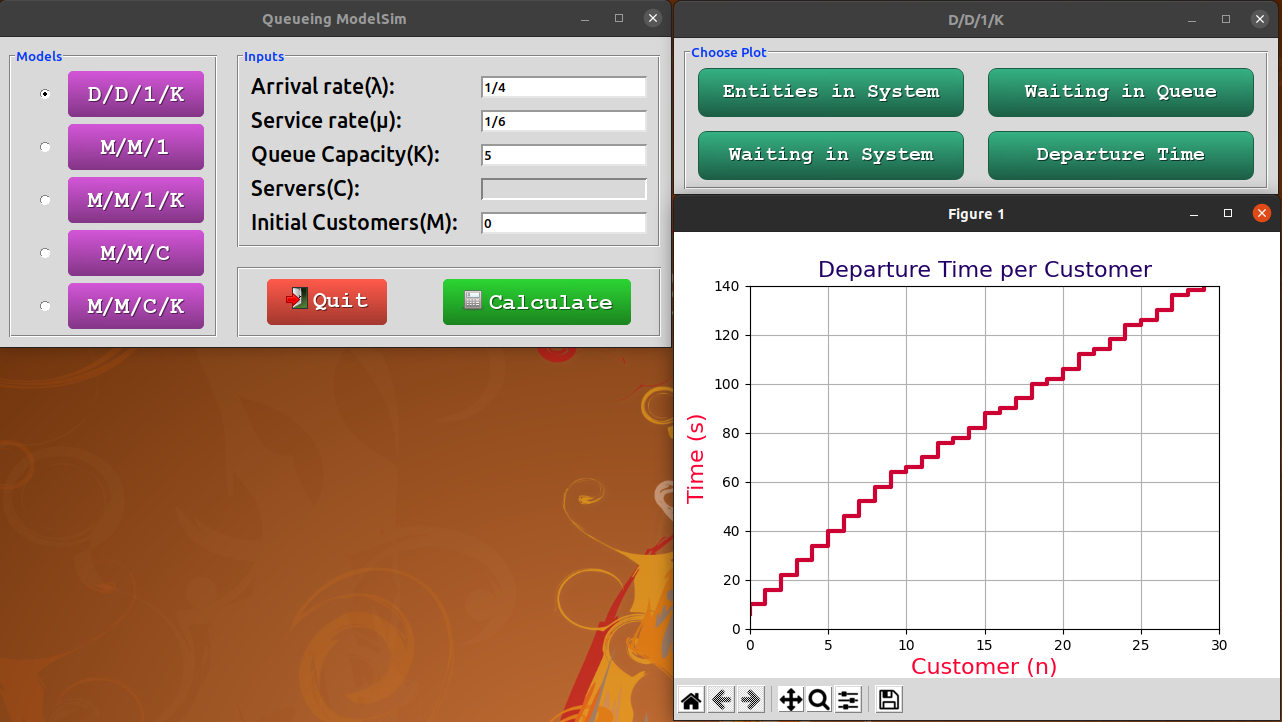 Queueing ModelSim
Models
D/D/1/K
M/M/1
M/M/1/K
M/M/C
M/M/C/K
Inputs
Arrival rate(λ): 1/4
Service rate(μ): 1/6
Queue Capacity(K): 5
Servers(C):
Initial Customers(M): 0
Quit
Calculate
D/D/1/K
Choose Plot
Entities in System
Waiting in Queue
Waiting in System
Departure Time
Figure 1
Departure Time per Customer
Time (s)
140
120
100
80
60
40
20
0
0 5 10 15 20 25 30
Customer (n)